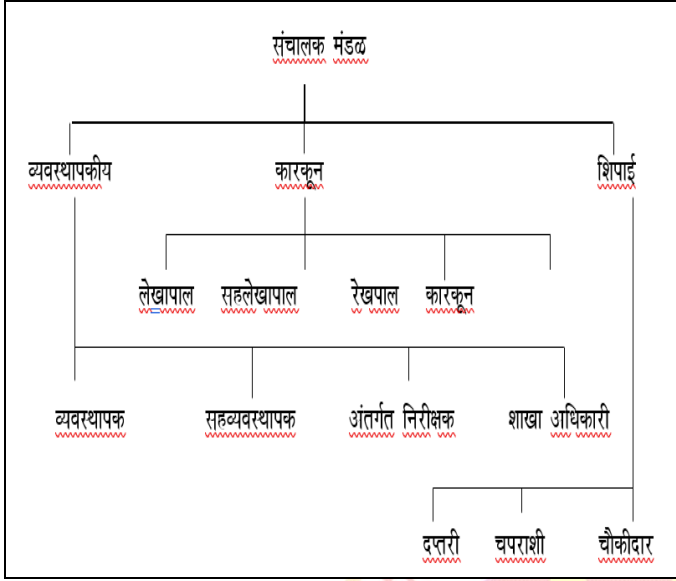 संचालक मंडळ
व्यवस्थापकीय कारकून शिपाई
लेखापाल सहलेखापाल रेखपाल कारकून
व्यवस्थापक सहव्यवस्थापक अंतर्गत निरीक्षक शाखा अधिकारी
दप्तरी चपराशी चौकीदार